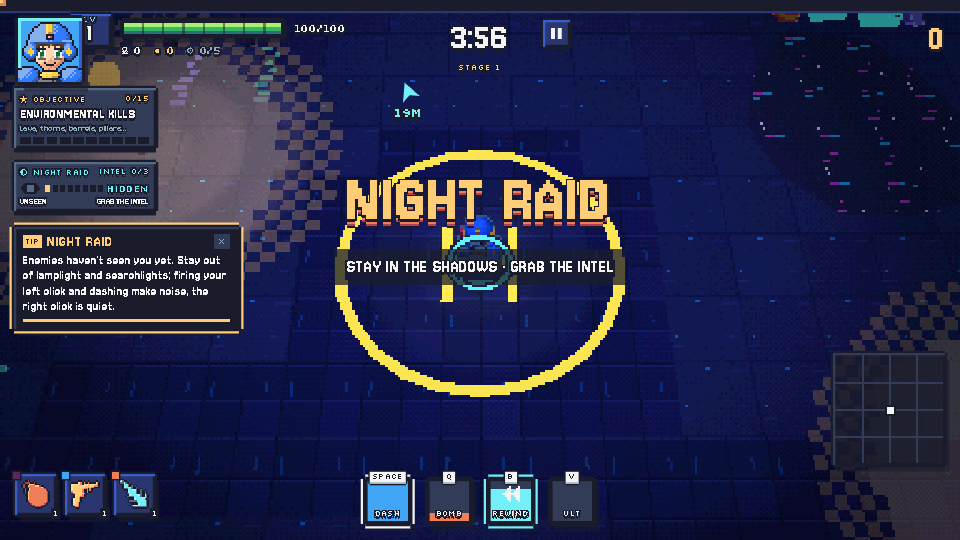 LV
1
100/100
0 0 0/5
3:56
STAGE 1
0
19M
OBJECTIVE 0/15
ENVIRONMENTAL KILLS
Lava, thorns, barrels, pillars...
NIGHT RAID INTEL 0/3
HIDDEN
UNSEEN GRAB THE INTEL
TIP NIGHT RAID
Enemies haven't seen you yet. Stay out
of lamplight and searchlights; firing your
left click and dashing make noise, the
right click is quiet.
NIGHT RAID
STAY IN THE SHADOWS · GRAB THE INTEL
1 1 1
SPACE Q R V
DASH BOMB REWIND ULT